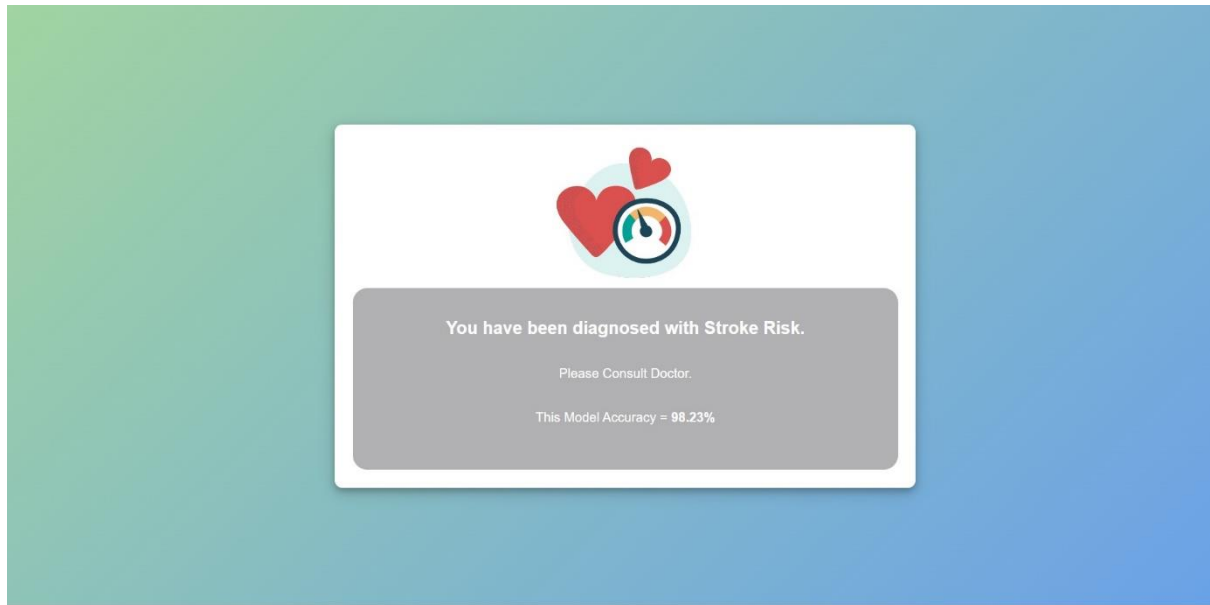 You have been diagnosed with Stroke Risk.
Please Consult Doctor.
This Model Accuracy = 98.23%